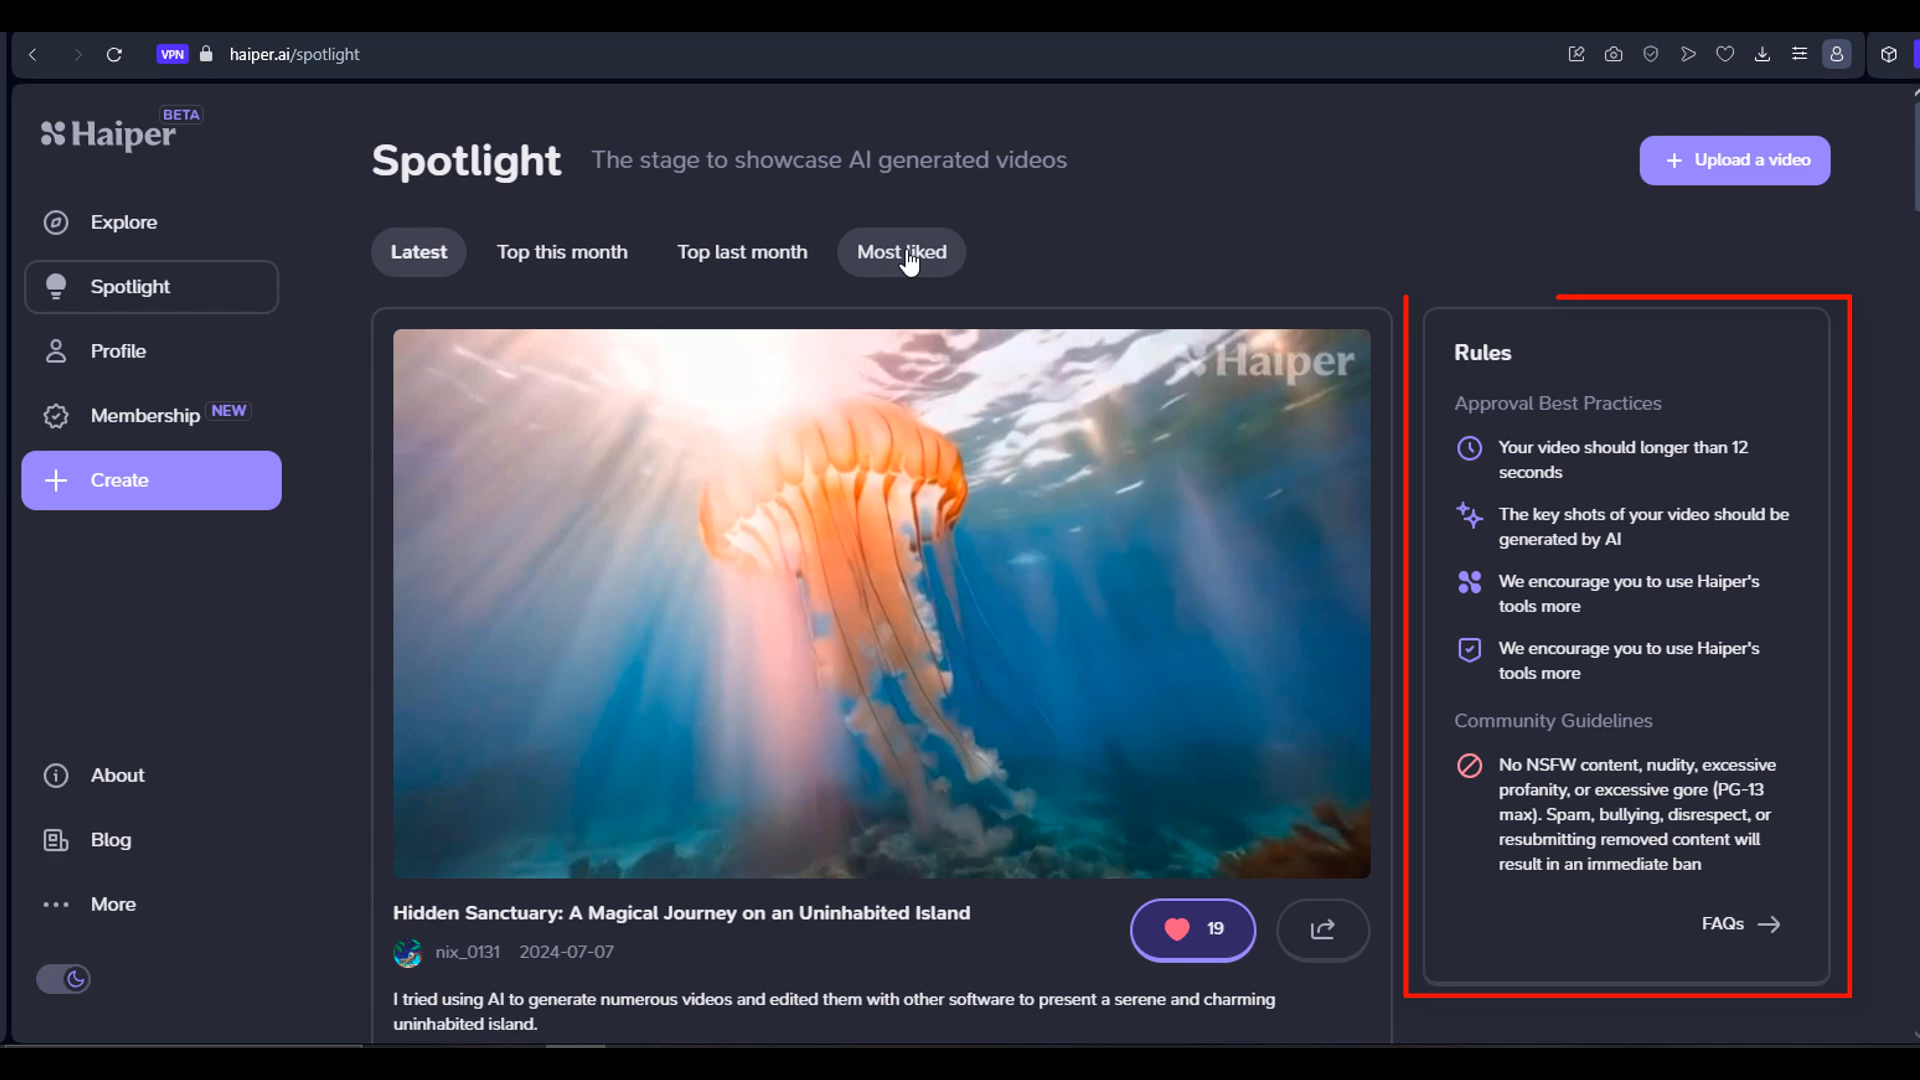 VPN
haiper.ai/spotlight
Haiper BETA
Explore
Spotlight
Profile
Membership NEW
Create
About
Blog
More
Spotlight The stage to showcase AI generated videos
Upload a video
Latest Top this month Top last month Most liked
Haiper
Hidden Sanctuary: A Magical Journey on an Uninhabited Island
nix_0131 2024-07-07
19
I tried using AI to generate numerous videos and edited them with other software to present a serene and charming
uninhabited island.
Rules
Approval Best Practices
Your video should longer than 12
seconds
The key shots of your video should be
generated by AI
We encourage you to use Haiper's
tools more
We encourage you to use Haiper's
tools more
Community Guidelines
No NSFW content, nudity, excessive
profanity, or excessive gore (PG-13
max). Spam, bullying, disrespect, or
resubmitting removed content will
result in an immediate ban
FAQs